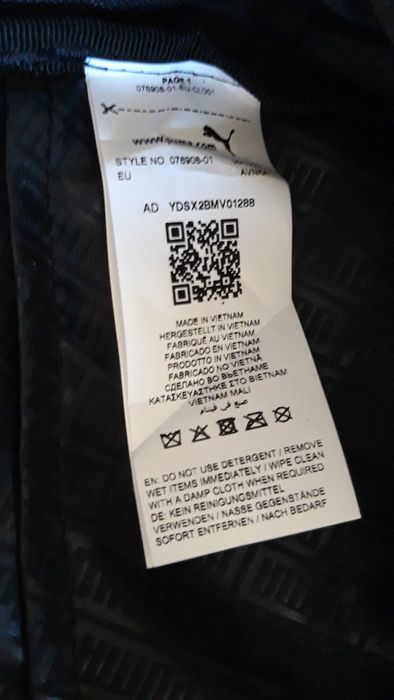 PAGE 1
076908-01-EU-CL001
www.puma.com
STYLE NO 076908-01
EU
AD YDSX2BMV012BB
MADE IN VIETNAM
HERGESTELLT IN VIETNAM
FABRIQUÉ AU VIETNAM
FABRICADO EN VIETNAM
PRODOTTO IN VIETNAM
FABRICADO NO VIETNÃ
СДЕЛАНО ВО ВЬЕТНАМЕ
ΚΑΤΑΣΚΕΥΑΣΤΗΚΕ ΣΤΟ ΒΙΕΤΝΑΜ
VIETNAM MALI
صنع في فيتنام
EN: DO NOT USE DETERGENT / REMOVE
WET ITEMS IMMEDIATELY / WIPE CLEAN
WITH A DAMP CLOTH WHEN REQUIRED
DE: KEIN REINIGUNGSMITTEL
VERWENDEN / NASSE GEGENSTÄNDE
SOFORT ENTFERNEN / NACH BEDARF